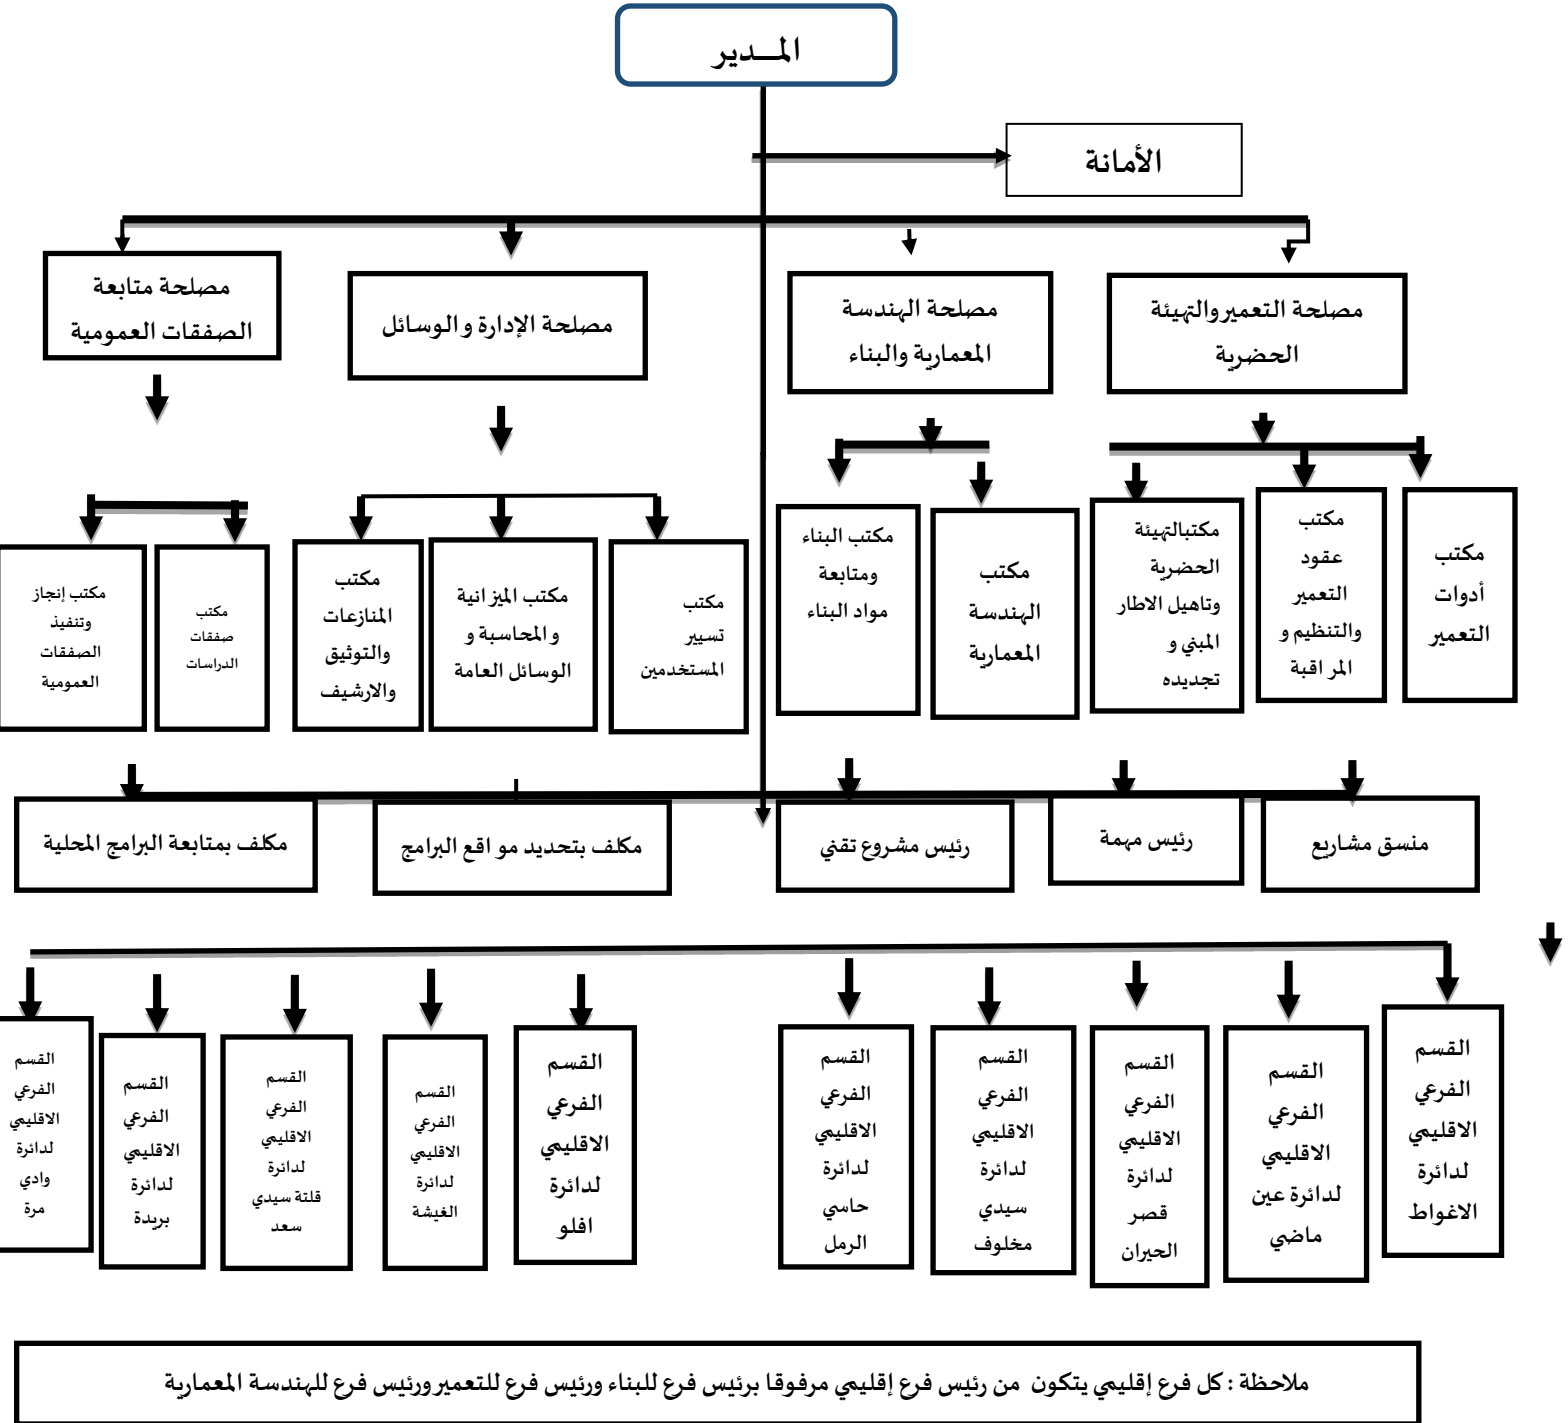 المـــدير
الأمانة
مصلحة التعمير والتهيئة
الحضرية
مصلحة الهندسة
المعمارية والبناء
مصلحة الإدارة و الوسائل
مصلحة متابعة
الصفقات العمومية
مكتب
أدوات
التعمير
مكتب
عقود
التعمير
والتنظيم و
المراقبة
مكتبالتهيئة
الحضرية
وتاهيل الاطار
المبني و
تجديده
مكتب
الهندسة
المعمارية
مكتب البناء
ومتابعة
مواد البناء
مكتب
تسيير
المستخدمين
مكتب الميزانية
و المحاسبة و
الوسائل العامة
مكتب
المنازعات
والتوثيق
والارشيف
مكتب
صفقات
الدراسات
مكتب إنجاز
وتنفيذ
الصفقات
العمومية
منسق مشاريع
رئيس مهمة
رئيس مشروع تقني
مكلف بتحديد مواقع البرامج
مكلف بمتابعة البرامج المحلية
القسم
الفرعي
الاقليمي
لدائرة
الاغواط
القسم
الفرعي
الاقليمي
لدائرة عين
ماضي
القسم
الفرعي
الاقليمي
لدائرة
قصر
الحيران
القسم
الفرعي
الاقليمي
لدائرة
سيدي
مخلوف
القسم
الفرعي
الاقليمي
لدائرة
حاسي
الرمل
القسم
الفرعي
الاقليمي
لدائرة
افلو
القسم
الفرعي
الاقليمي
لدائرة
الغيشة
القسم
الفرعي
الاقليمي
لدائرة
قلتة سيدي
سعد
القسم
الفرعي
الاقليمي
لدائرة
بريدة
القسم
الفرعي
الاقليمي
لدائرة
وادي
مرة
ملاحظة : كل فرع إقليمي يتكون من رئيس فرع إقليمي مرفوقا برئيس فرع للبناء ورئيس فرع للتعمير ورئيس فرع للهندسة المعمارية